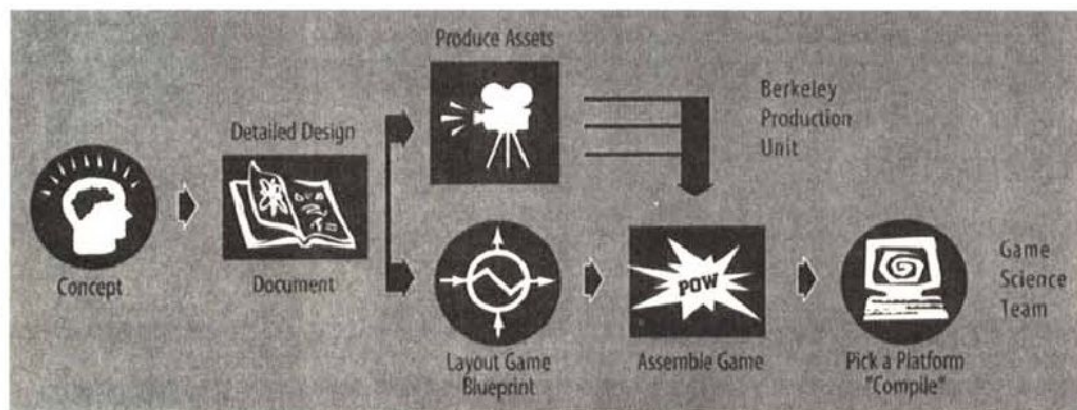 Produce Assets
Berkeley
Production
Unit
Detailed Design
Document
Concept
Layout Game
Blueprint
POW
Assemble Game
Pick a Platform
"Compile"
Game
Science
Team